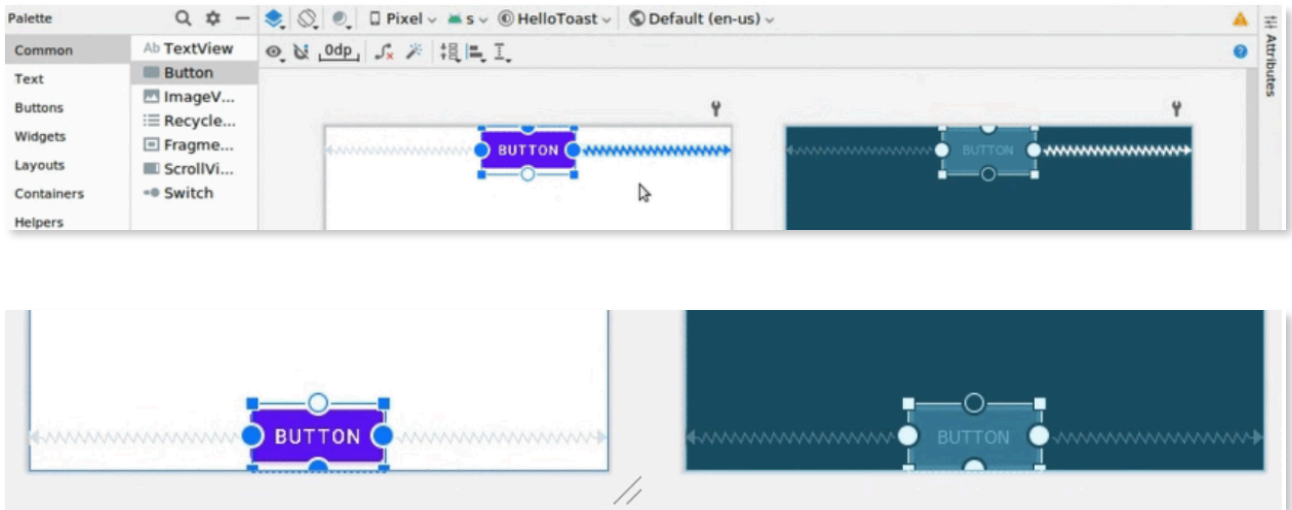 Palette Pixel s HelloToast Default (en-us)
Common Ab TextView 0dp
Text Button
Buttons ImageV...
Widgets Recycle...
Layouts Fragme...
Containers ScrollVi...
Helpers Switch
Attributes
BUTTON BUTTON
BUTTON BUTTON